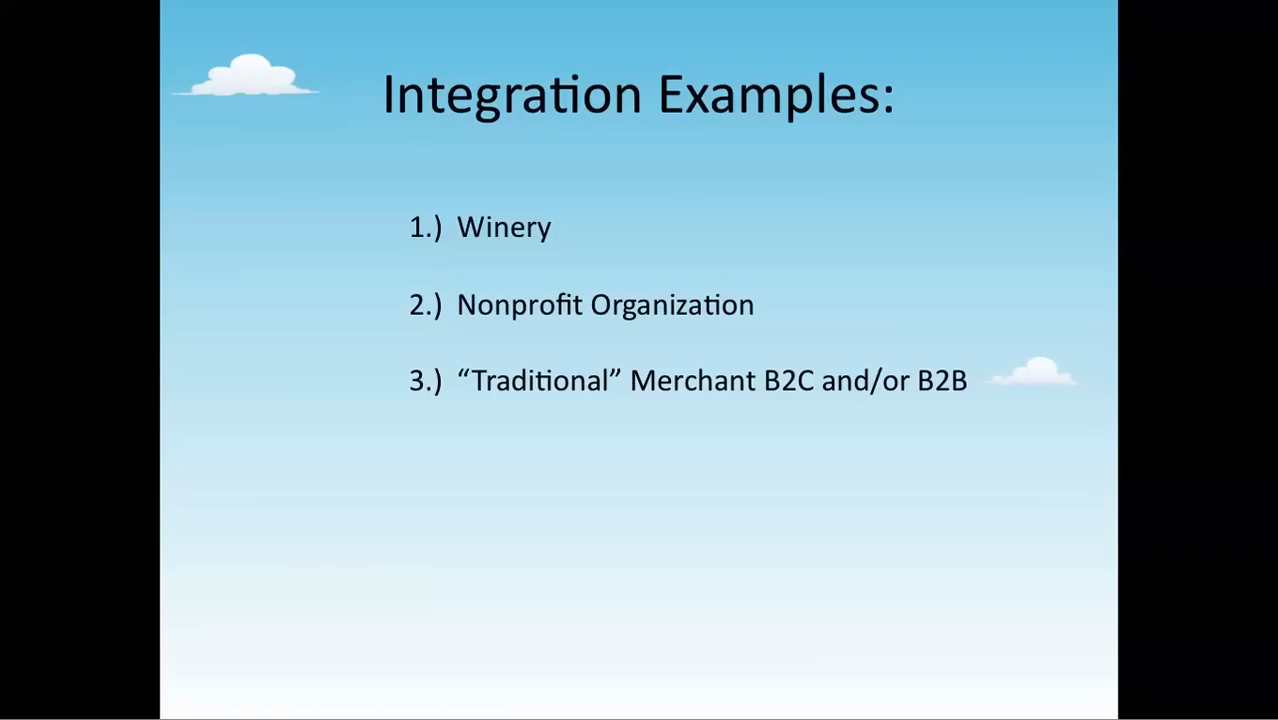 Integration Examples:
1.) Winery
2.) Nonprofit Organization
3.) “Traditional” Merchant B2C and/or B2B